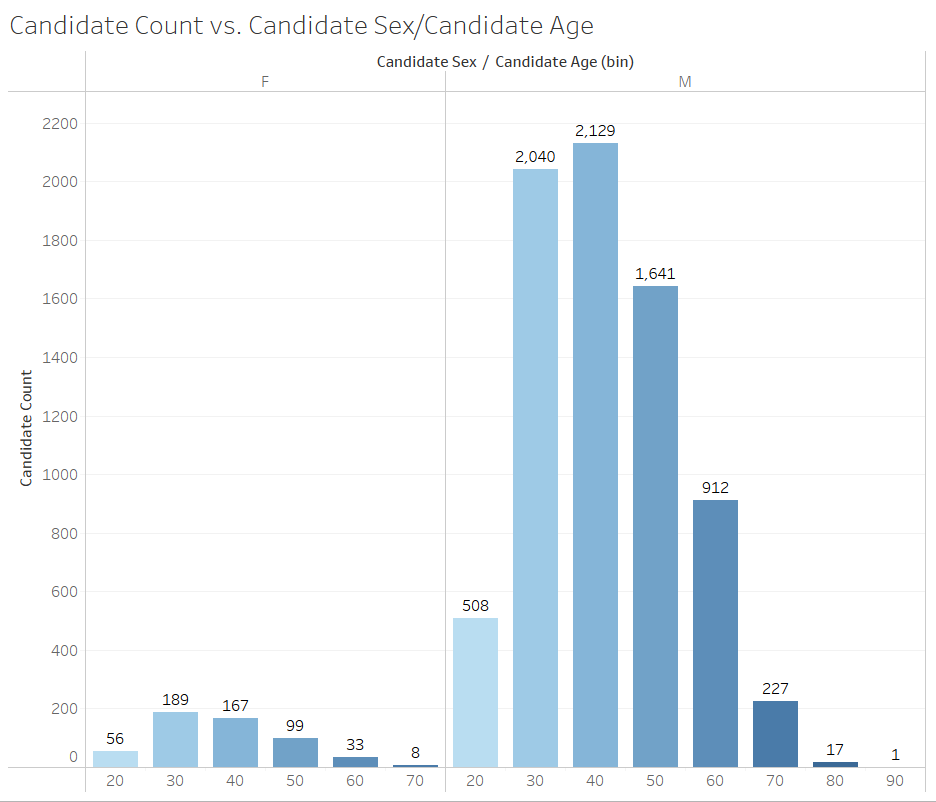 Candidate Count vs. Candidate Sex/Candidate Age
Candidate Sex / Candidate Age (bin)
F M
Candidate Count
2200
2000
1800
1600
1400
1200
1000
800
600
400
200
0
56 189 167 99 33 8 508 2,040 2,129 1,641 912 227 17 1
20 30 40 50 60 70 20 30 40 50 60 70 80 90